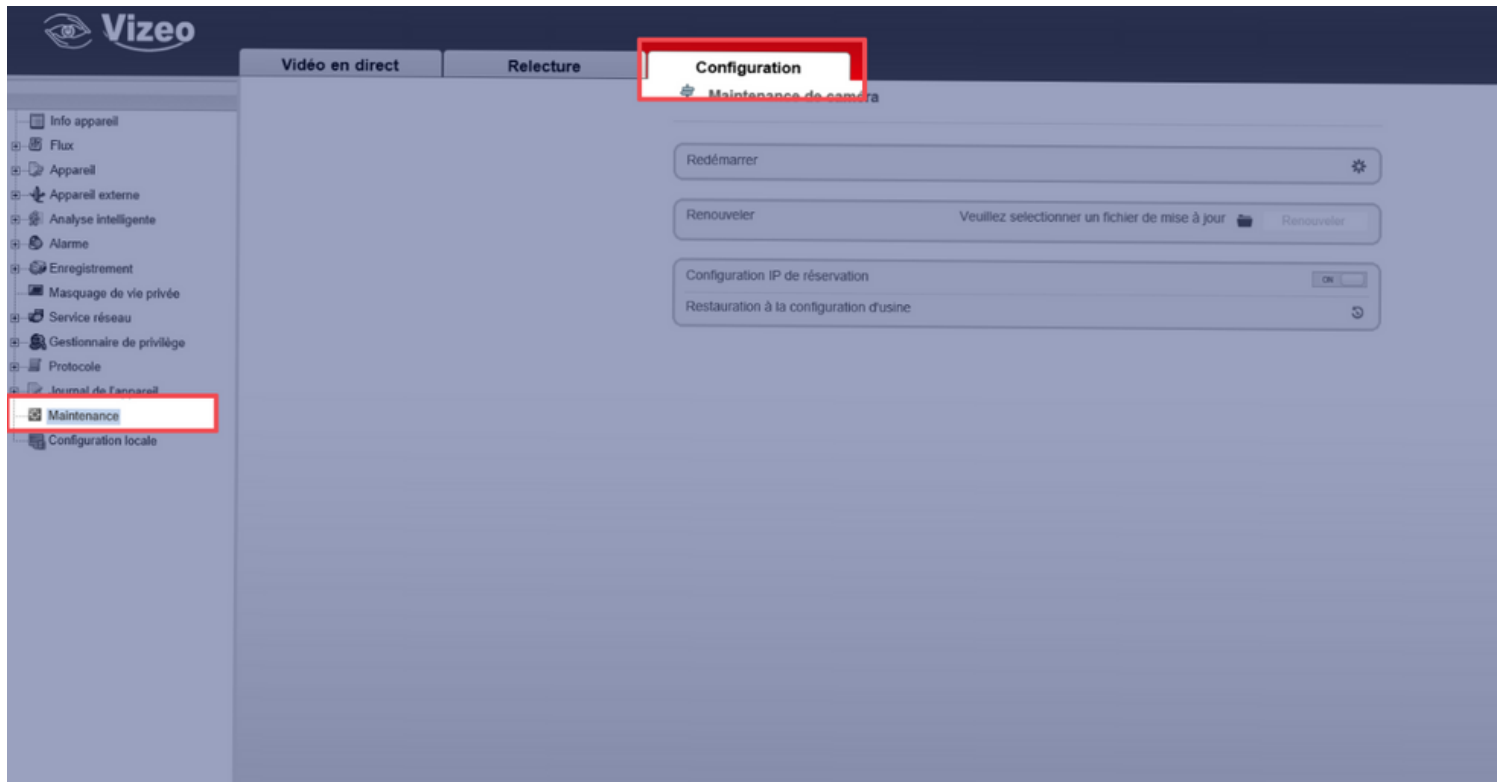 Vizeo
Vidéo en direct
Relecture
Configuration
Maintenance de caméra
Info appareil
Flux
Appareil
Appareil externe
Analyse intelligente
Alarme
Enregistrement
Masquage de vie privée
Service réseau
Gestionnaire de privilège
Protocole
Journal de l'appareil
Maintenance
Configuration locale
Redémarrer
Renouveler
Veuillez selectionner un fichier de mise à jour
Renouveler
Configuration IP de réservation
ON
Restauration à la configuration d'usine